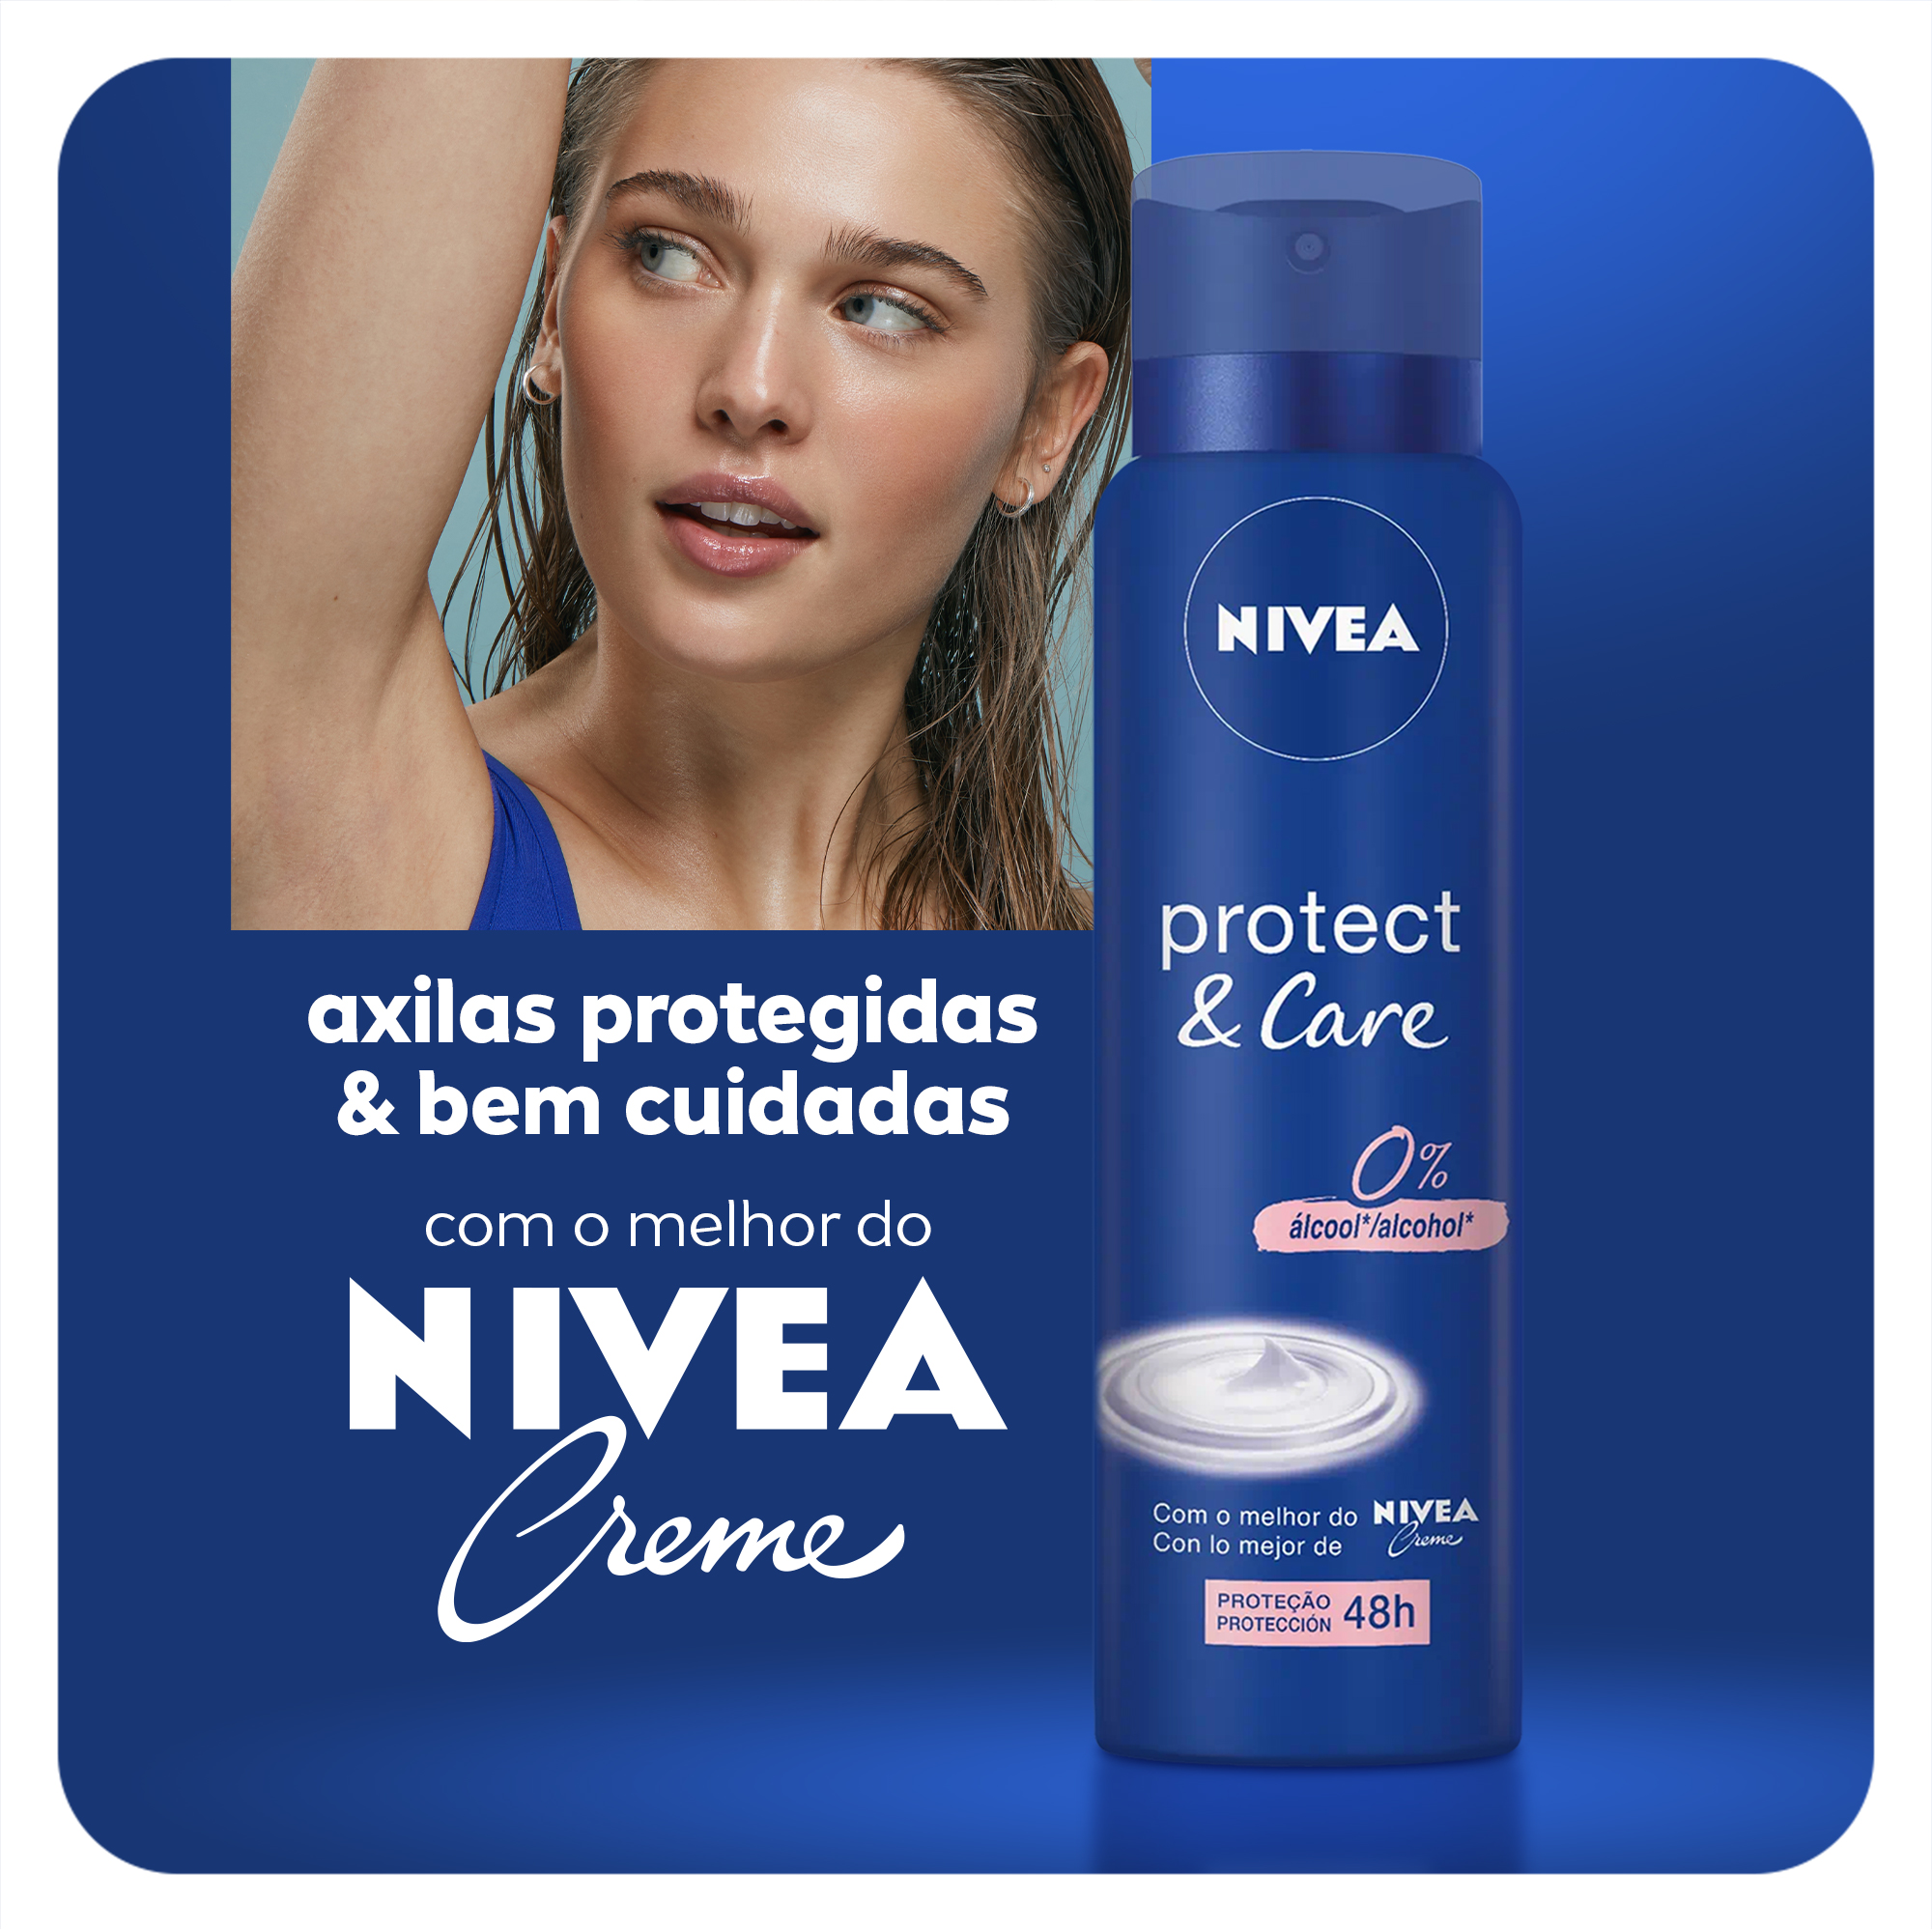 axilas protegidas
& bem cuidadas
com o melhor do
NIVEA
Creme
NIVEA
protect
& Care
0%
álcool*/alcohol*
Com o melhor do NIVEA
Con lo mejor de Creme
PROTEÇÃO 48h
PROTECCIÓN